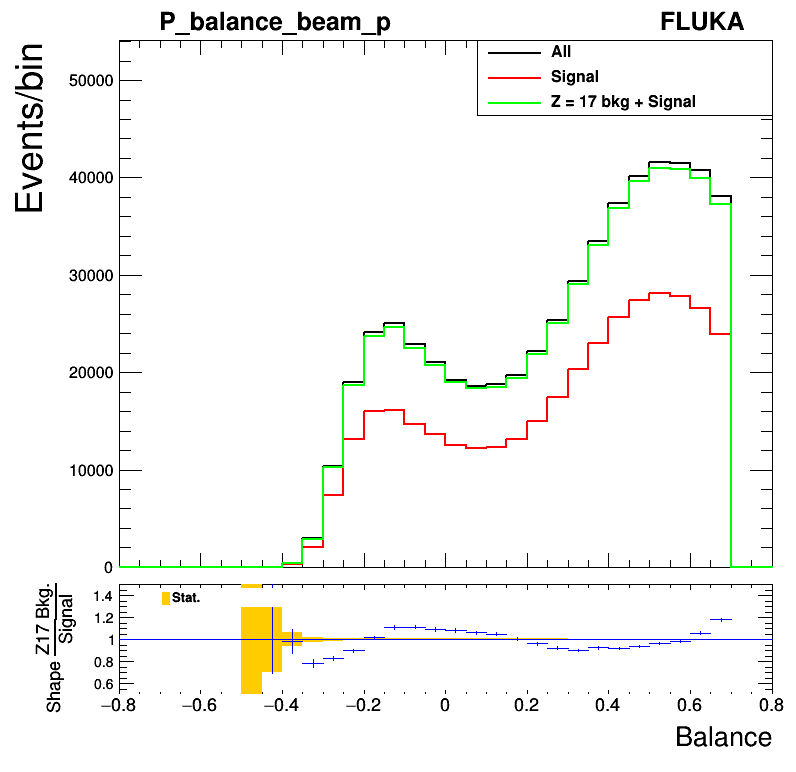 P_balance_beam_p FLUKA
Events/bin
All
Signal
Z = 17 bkg + Signal
50000
40000
30000
20000
10000
0
Shape Z17 Bkg. Signal
Stat.
1.4
1.2
1
0.8
0.6
−0.8 −0.6 −0.4 −0.2 0 0.2 0.4 0.6 0.8
Balance